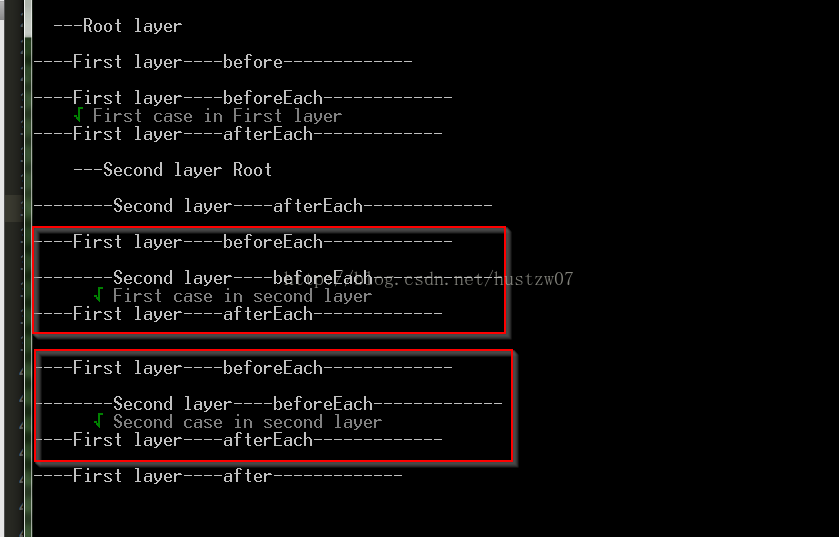 ---Root layer
----First layer----before-------------
----First layer----beforeEach-------------
√ First case in First layer
----First layer----afterEach-------------
---Second layer Root
--------Second layer----afterEach-------------
----First layer----beforeEach-------------
--------Second layer----beforeEach-------------
http://blog.csdn.net/hustzw07
√ First case in second layer
----First layer----afterEach-------------
----First layer----beforeEach-------------
--------Second layer----beforeEach-------------
√ Second case in second layer
----First layer----afterEach-------------
----First layer----after-------------